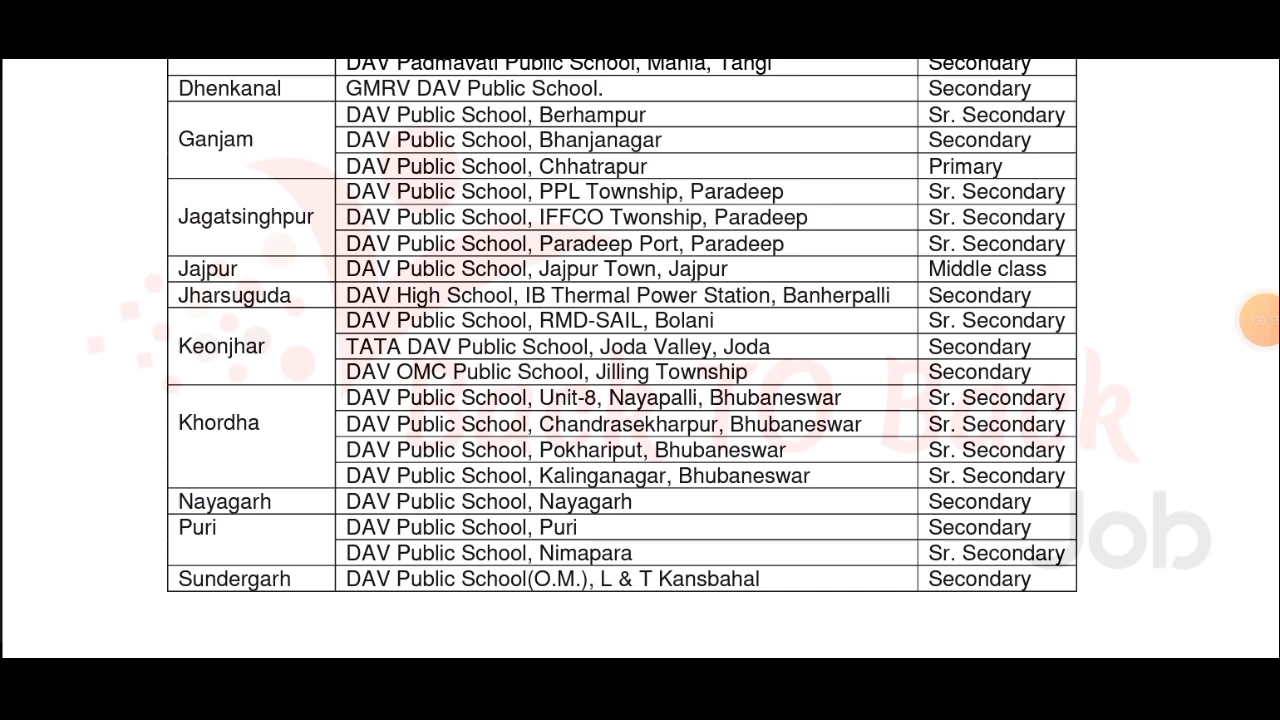 DAV Padmavati Public School, Mania, Tangi Secondary
Dhenkanal GMRV DAV Public School. Secondary
Ganjam DAV Public School, Berhampur Sr. Secondary
DAV Public School, Bhanjanagar Secondary
DAV Public School, Chhatrapur Primary
Jagatsinghpur DAV Public School, PPL Township, Paradeep Sr. Secondary
DAV Public School, IFFCO Twonship, Paradeep Sr. Secondary
DAV Public School, Paradeep Port, Paradeep Sr. Secondary
Jajpur DAV Public School, Jajpur Town, Jajpur Middle class
Jharsuguda DAV High School, IB Thermal Power Station, Banherpalli Secondary
Keonjhar DAV Public School, RMD-SAIL, Bolani Sr. Secondary
TATA DAV Public School, Joda Valley, Joda Secondary
DAV OMC Public School, Jilling Township Secondary
Khordha DAV Public School, Unit-8, Nayapalli, Bhubaneswar Sr. Secondary
DAV Public School, Chandrasekharpur, Bhubaneswar Sr. Secondary
DAV Public School, Pokhariput, Bhubaneswar Sr. Secondary
DAV Public School, Kalinganagar, Bhubaneswar Sr. Secondary
Nayagarh DAV Public School, Nayagarh Secondary
Puri DAV Public School, Puri Secondary
DAV Public School, Nimapara Sr. Secondary
Sundergarh DAV Public School(O.M.), L & T Kansbahal Secondary
Back TO Back
Job